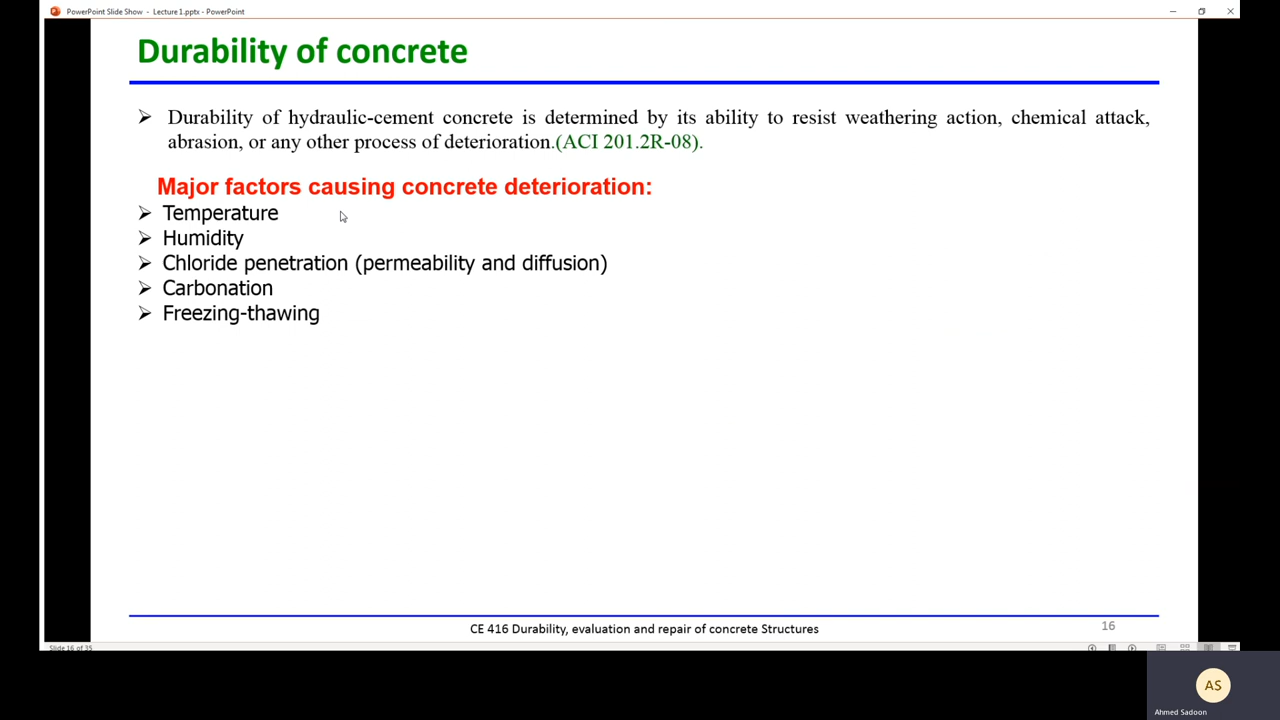 PowerPoint Slide Show - Lecture 1.pptx - PowerPoint
Durability of concrete
➢ Durability of hydraulic-cement concrete is determined by its ability to resist weathering action, chemical attack,
abrasion, or any other process of deterioration.(ACI 201.2R-08).
Major factors causing concrete deterioration:
➢ Temperature
➢ Humidity
➢ Chloride penetration (permeability and diffusion)
➢ Carbonation
➢ Freezing-thawing
CE 416 Durability, evaluation and repair of concrete Structures
16
Slide 16 of 35
AS
Ahmed Sadoon